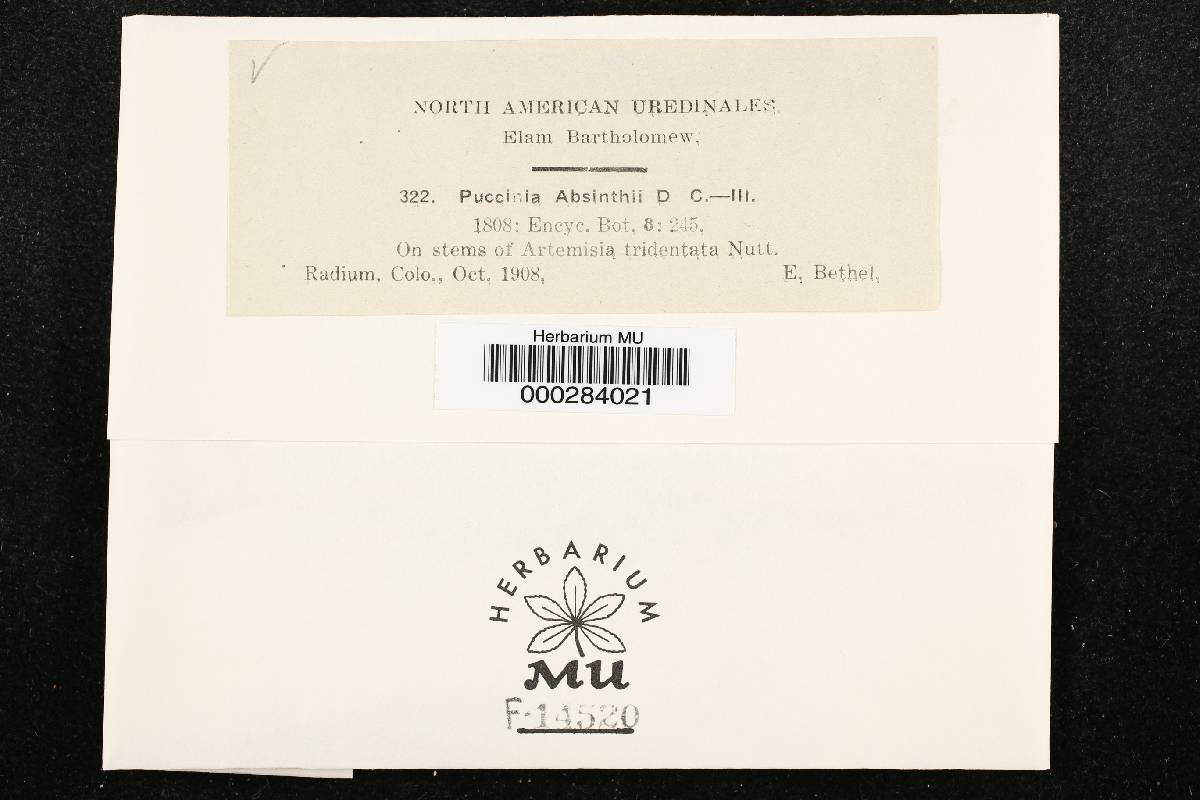 NORTH AMERICAN UREDINALES.
Elam Bartholomew,
322. Puccinia Absinthii D C.—III.
1808: Encyc. Bot. 8: 245.
On stems of Artemisia tridentata Nutt.
Radium, Colo., Oct. 1908, E, Bethel,
Herbarium MU
000284021
HERBARIUM
MU
F-14520